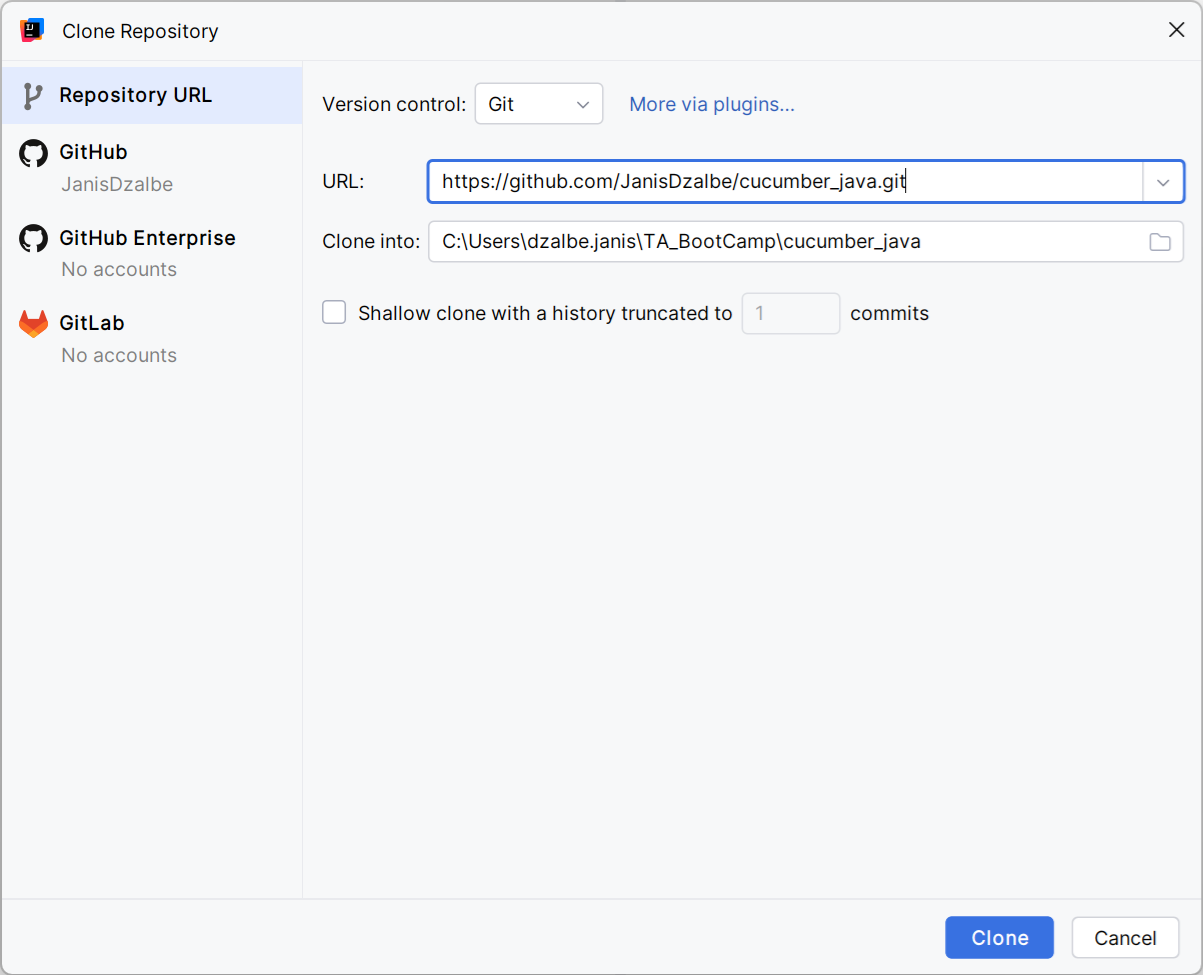 Clone Repository
Repository URL
GitHub
JanisDzalbe
GitHub Enterprise
No accounts
GitLab
No accounts
Version control: Git More via plugins...
URL: https://github.com/JanisDzalbe/cucumber_java.git
Clone into: C:\Users\dzalbe.janis\TA_BootCamp\cucumber_java
Shallow clone with a history truncated to 1 commits
Clone Cancel